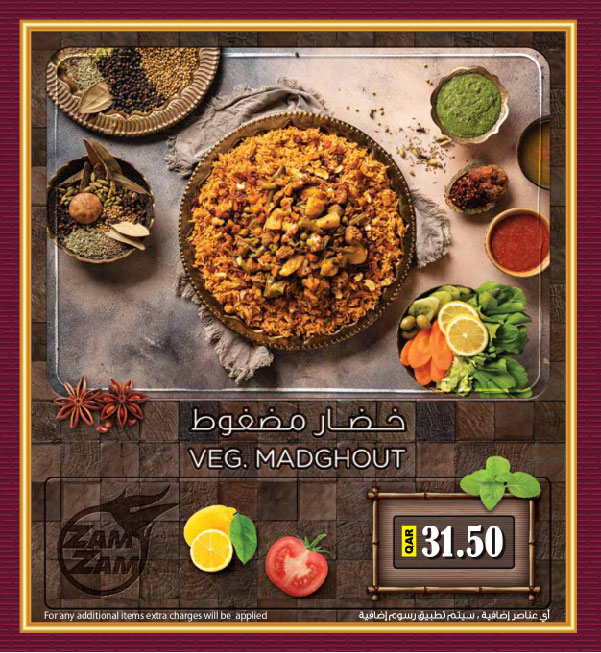 خضار مضغوط
VEG. MADGHOUT
ZAM ZAM
QAR 31.50
For any additional items extra charges will be applied
أي عناصر إضافية ، سيتم تطبيق رسوم إضافية